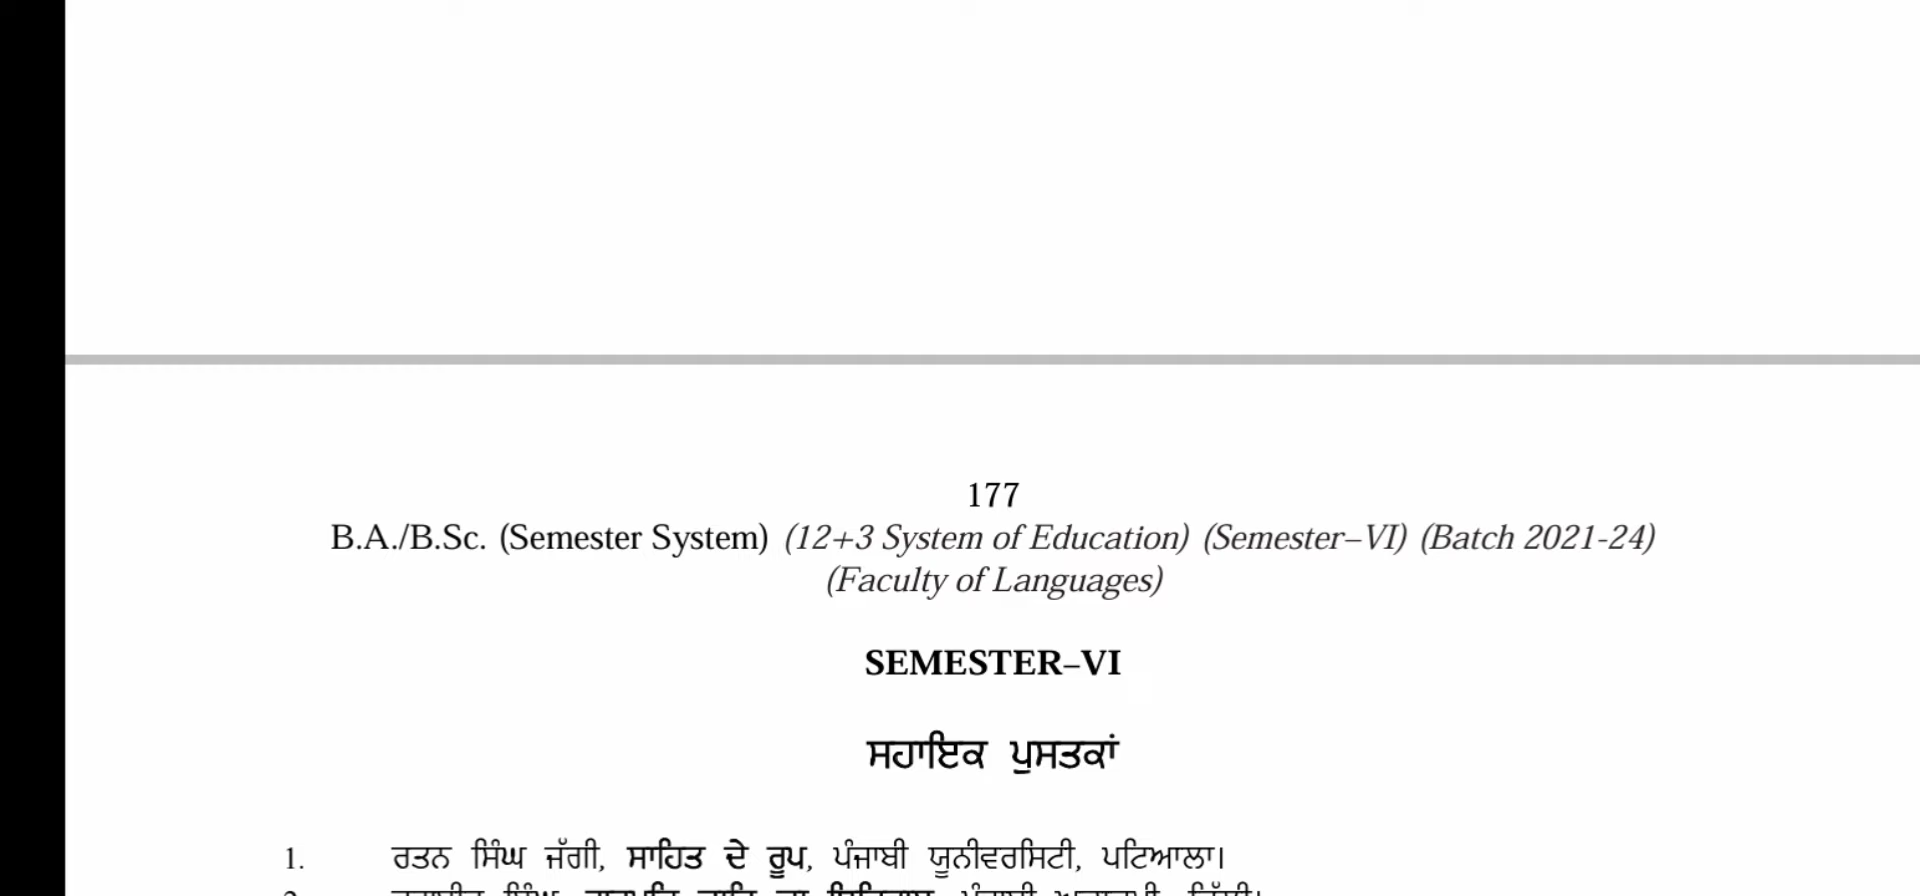 177
B.A./B.Sc. (Semester System) (12+3 System of Education) (Semester–VI) (Batch 2021-24)
(Faculty of Languages)
SEMESTER–VI
ਸਹਾਇਕ ਪੁਸਤਕਾਂ
1. ਰਤਨ ਸਿੰਘ ਜੱਗੀ, ਸਾਹਿਤ ਦੇ ਰੂਪ, ਪੰਜਾਬੀ ਯੂਨੀਵਰਸਿਟੀ, ਪਟਿਆਲਾ।